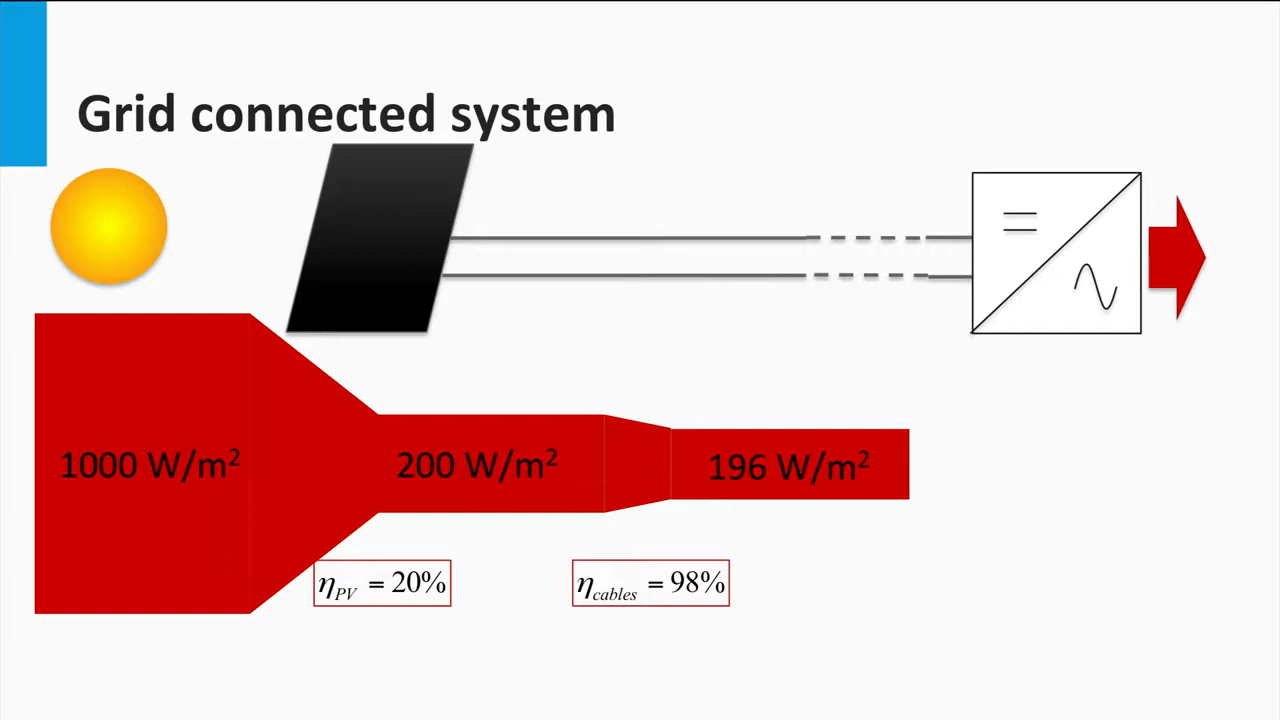 Grid connected system
1000 W/m²
200 W/m²
196 W/m²
η_PV = 20%
η_cables = 98%